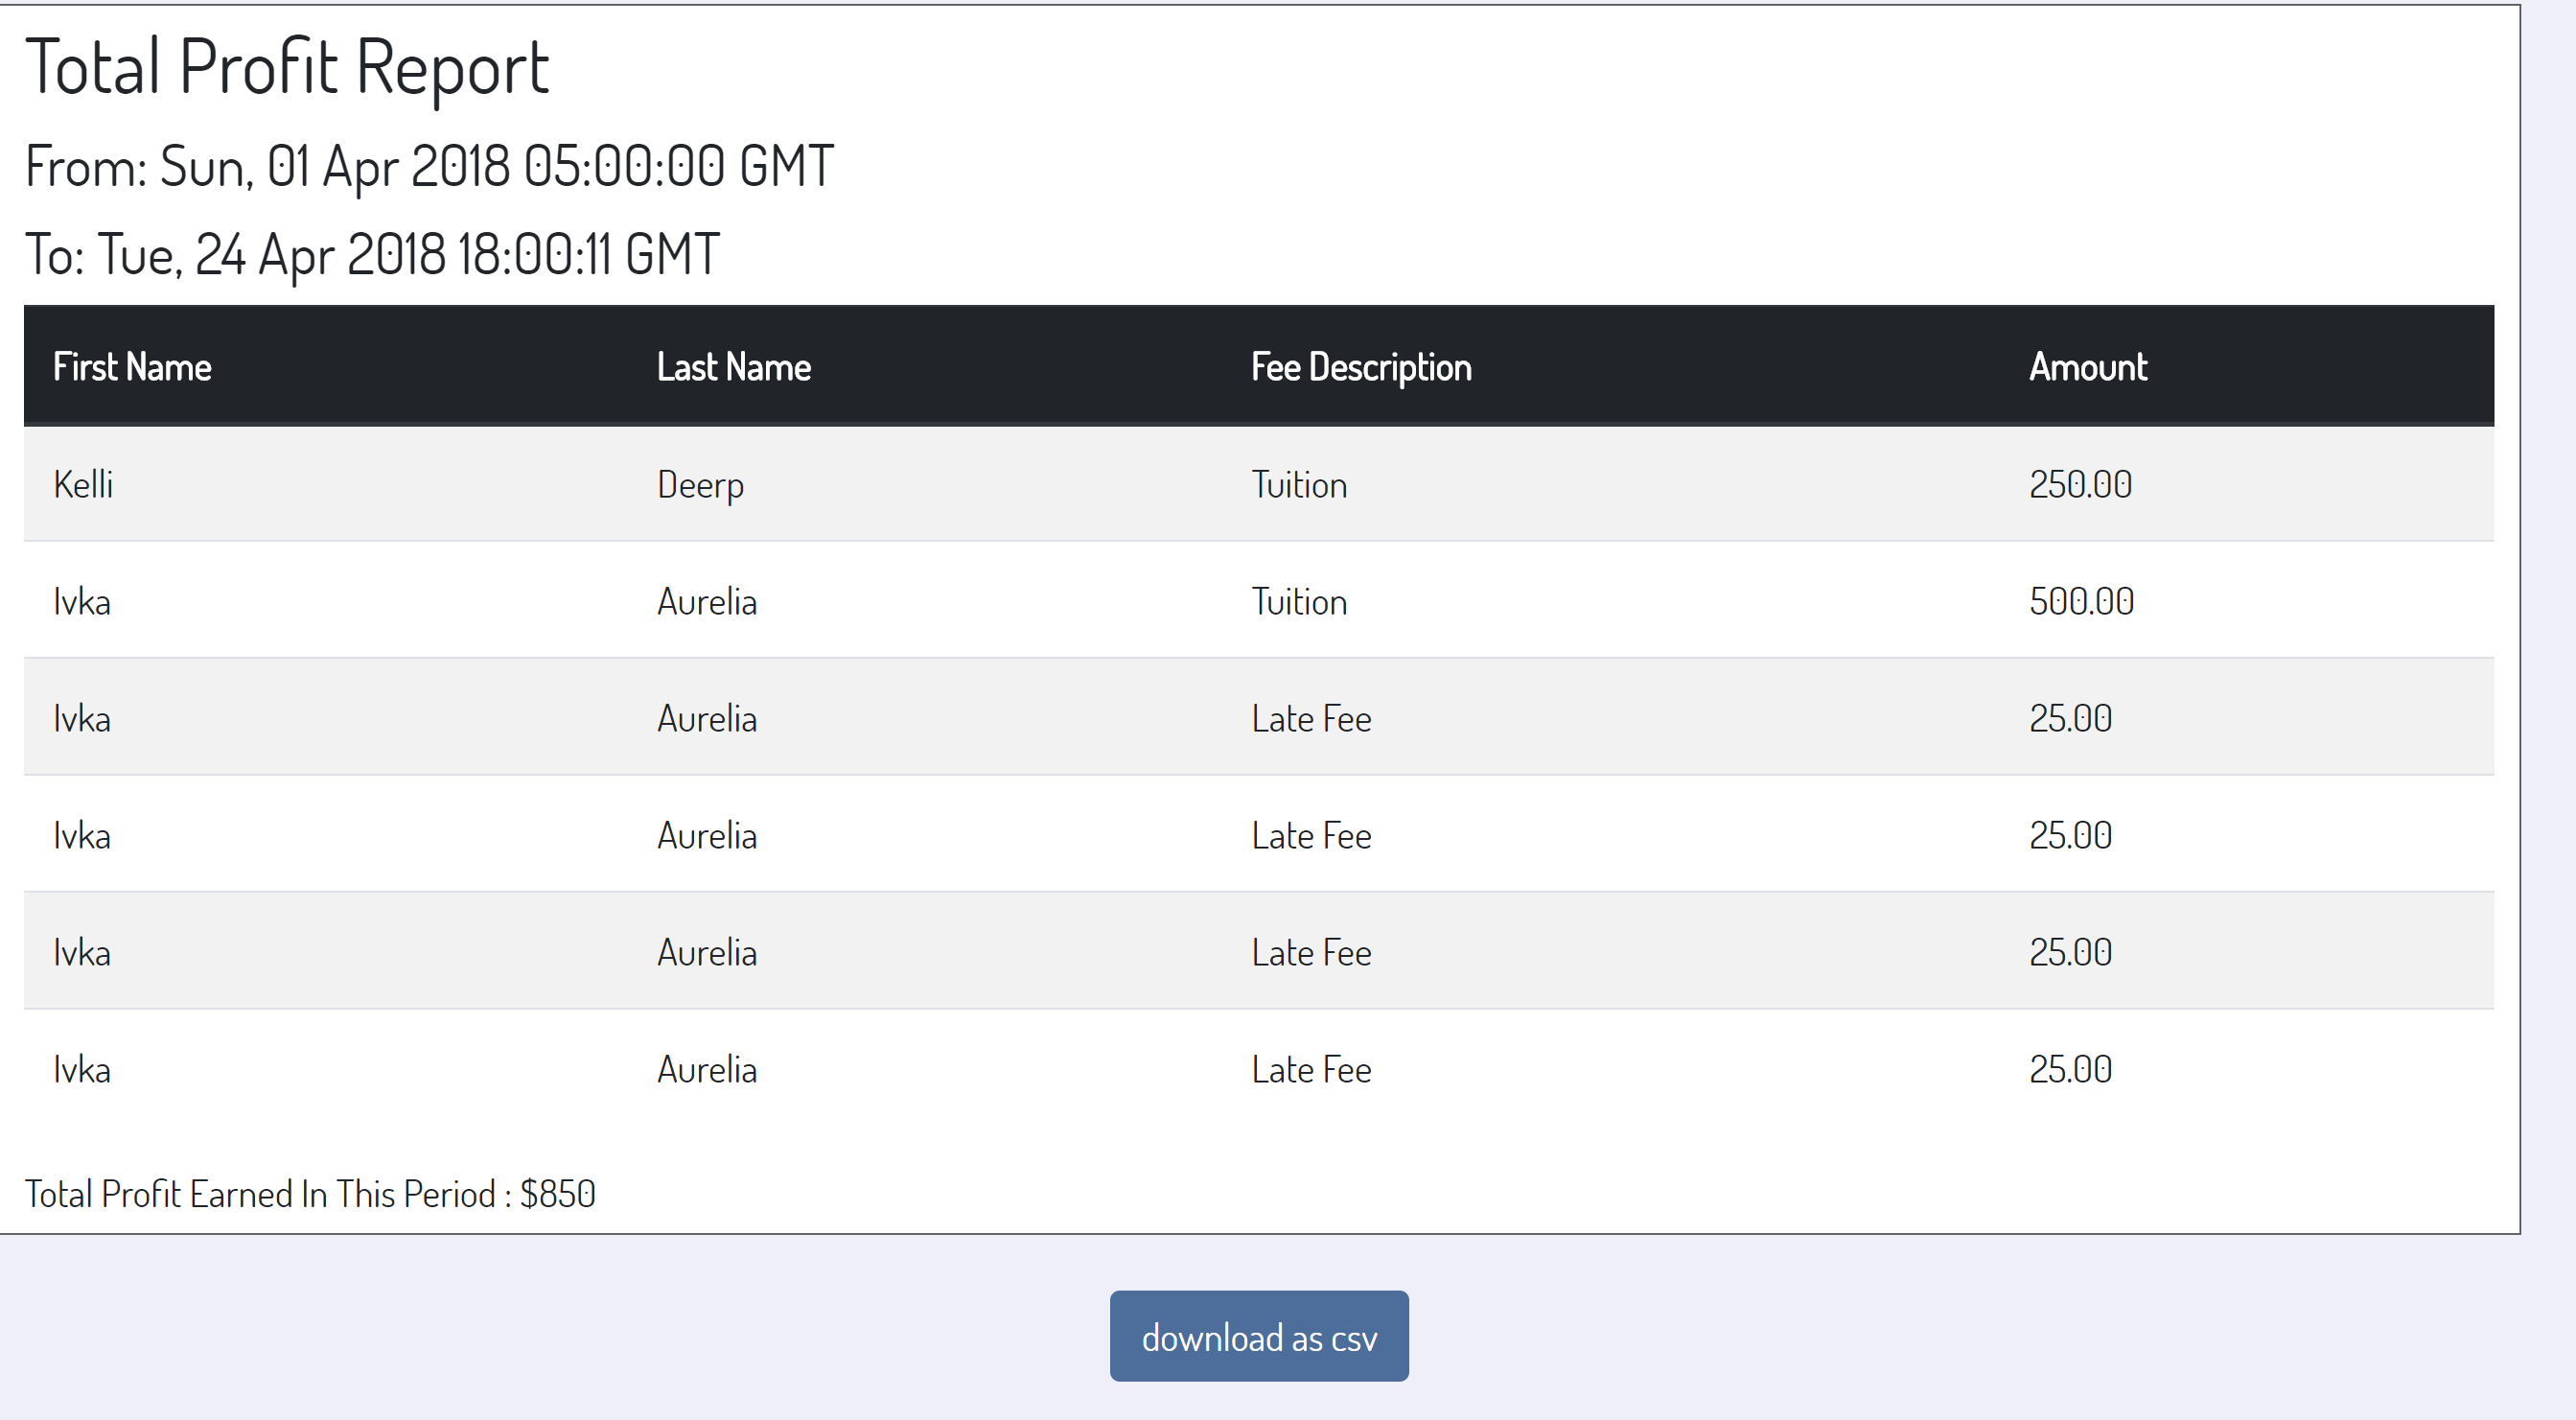 Total Profit Report
From: Sun, 01 Apr 2018 05:00:00 GMT
To: Tue, 24 Apr 2018 18:00:11 GMT
First Name Last Name Fee Description Amount
Kelli Deerp Tuition 250.00
Ivka Aurelia Tuition 500.00
Ivka Aurelia Late Fee 25.00
Ivka Aurelia Late Fee 25.00
Ivka Aurelia Late Fee 25.00
Ivka Aurelia Late Fee 25.00
Total Profit Earned In This Period : $850
download as csv